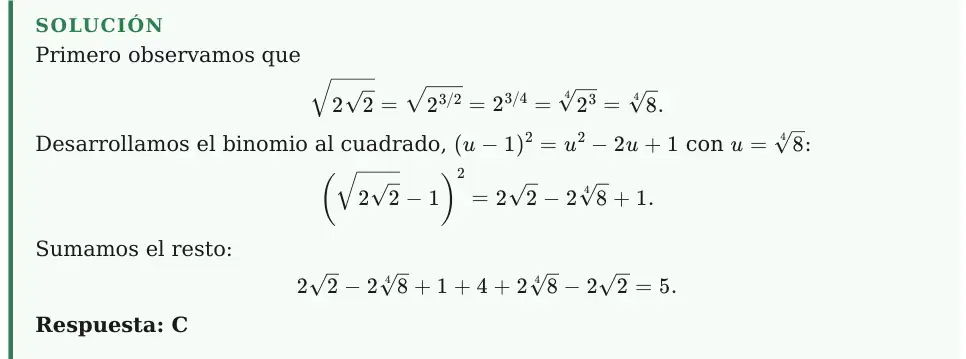 SOLUCIÓN
Primero observamos que
√(2√2) = √(2^{3/2}) = 2^{3/4} = ∜(2³) = ∜8.
Desarrollamos el binomio al cuadrado, (u − 1)² = u² − 2u + 1 con u = ∜8:
(√(2√2) − 1)² = 2√2 − 2∜8 + 1.
Sumamos el resto:
2√2 − 2∜8 + 1 + 4 + 2∜8 − 2√2 = 5.
Respuesta: C